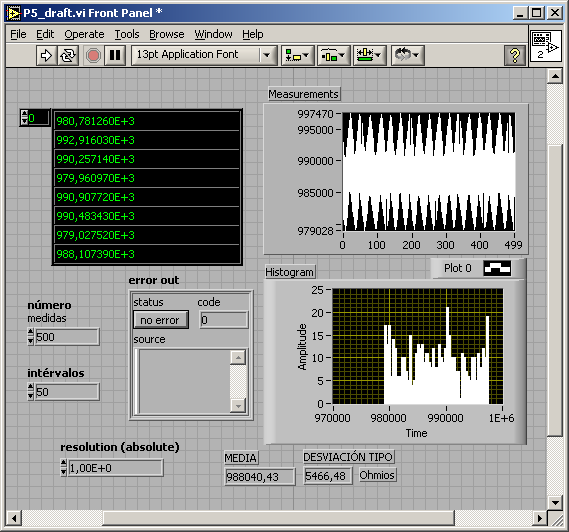 P5_draft.vi Front Panel *
File Edit Operate Tools Browse Window Help
13pt Application Font
?
2
Measurements
0
980,781260E+3
992,916030E+3
990,257140E+3
979,960970E+3
990,907720E+3
990,483430E+3
979,027520E+3
988,107390E+3
997470
995000
990000
985000
979028
0 100 200 300 400 499
Plot 0
Histogram
error out
status code
no error 0
source
número
medidas
500
intérvalos
50
Amplitude
25
20
15
10
5
0
970000 980000 990000 1E+6
Time
resolution (absolute)
1,00E+0
MEDIA
988040,43
DESVIACIÓN TIPO
5466,48 Ohmios